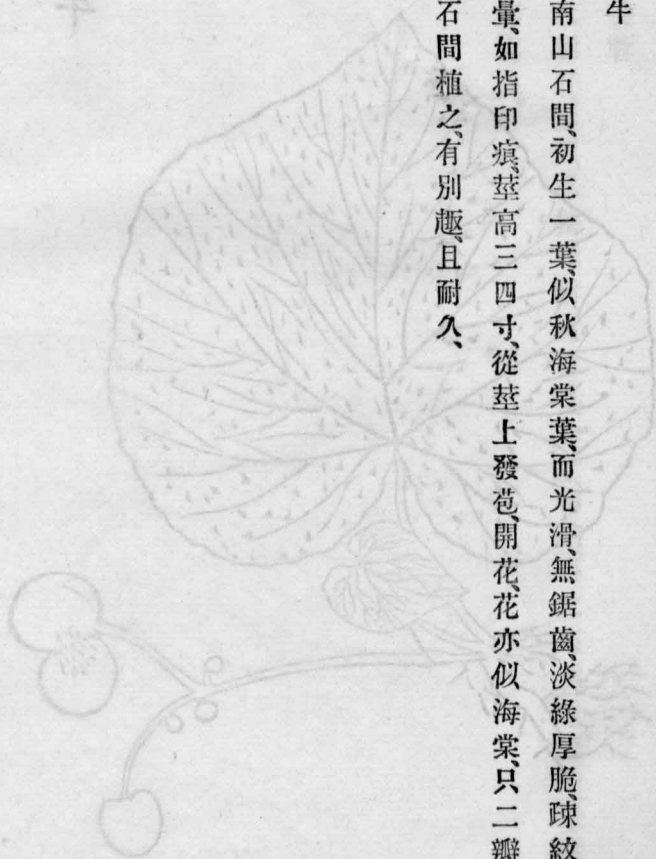 牛
南山石間、初生一葉、似秋海棠葉、而光滑、無鋸齒、淡綠厚脆、疎紋
暈、如指印痕、莖高三四寸、從莖上發苞、開花、花亦似海棠、只二瓣
石間植之、有別趣、且耐久、